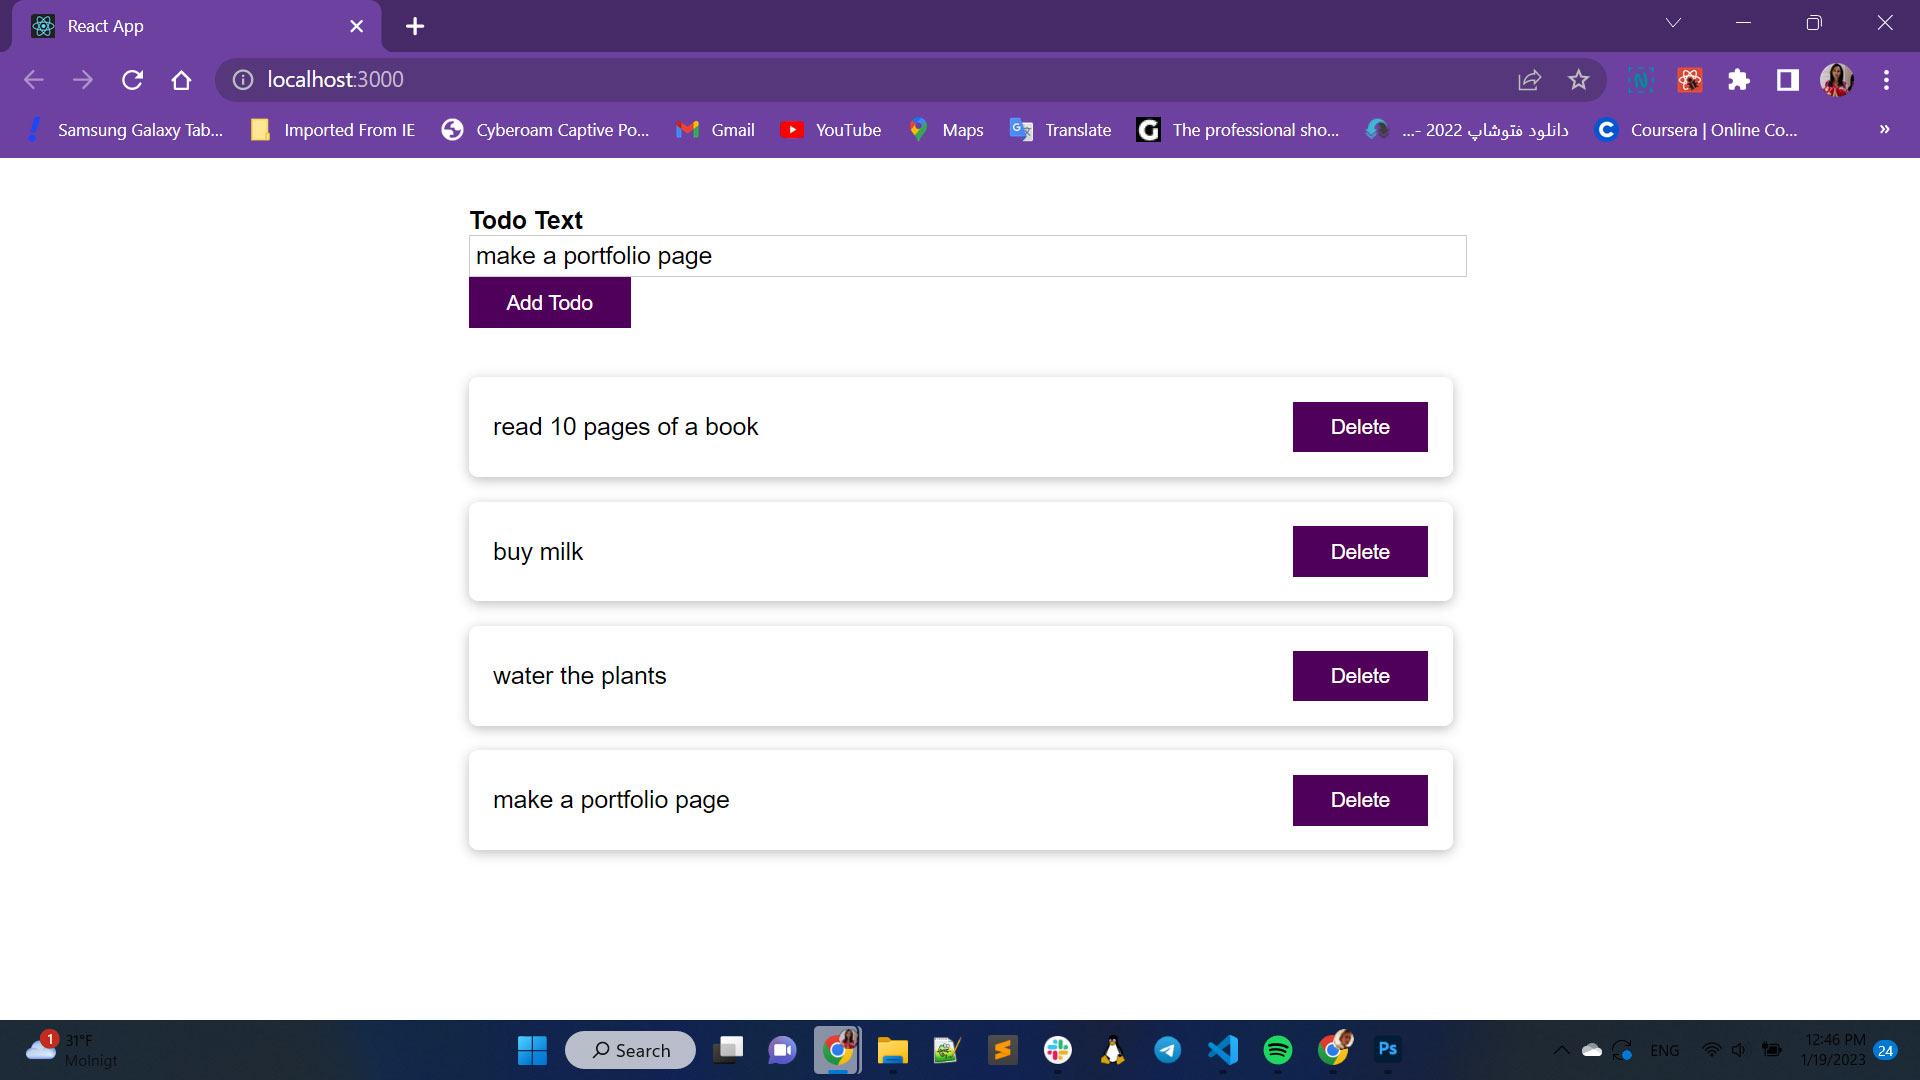 React App
localhost:3000
Samsung Galaxy Tab...
Imported From IE
Cyberoam Captive Po...
Gmail
YouTube
Maps
Translate
The professional sho...
دانلود فتوشاپ 2022 -...
Coursera | Online Co...
»
Todo Text
make a portfolio page
Add Todo
read 10 pages of a book
Delete
buy milk
Delete
water the plants
Delete
make a portfolio page
Delete
1
31°F
Molnigt
Search
Ps
ENG
12:46 PM
1/19/2023
24